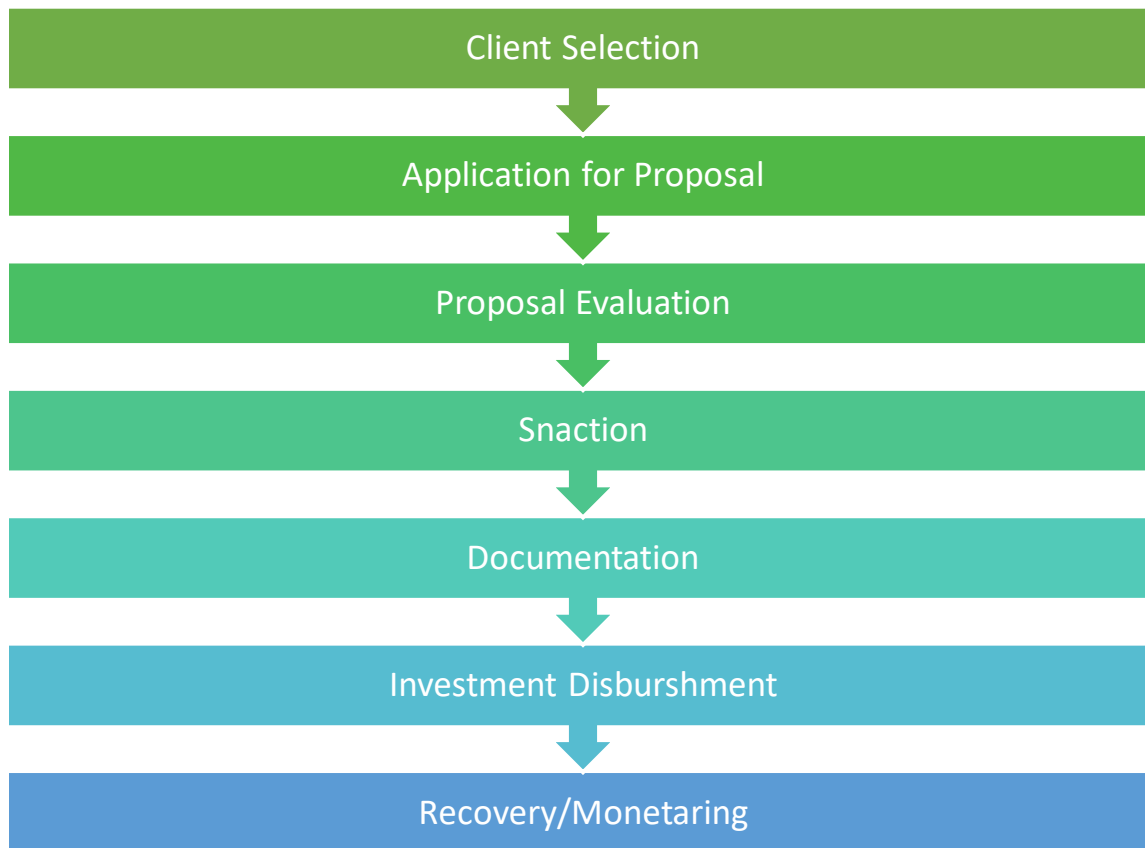 Client Selection
Application for Proposal
Proposal Evaluation
Snaction
Documentation
Investment Disburshment
Recovery/Monetaring